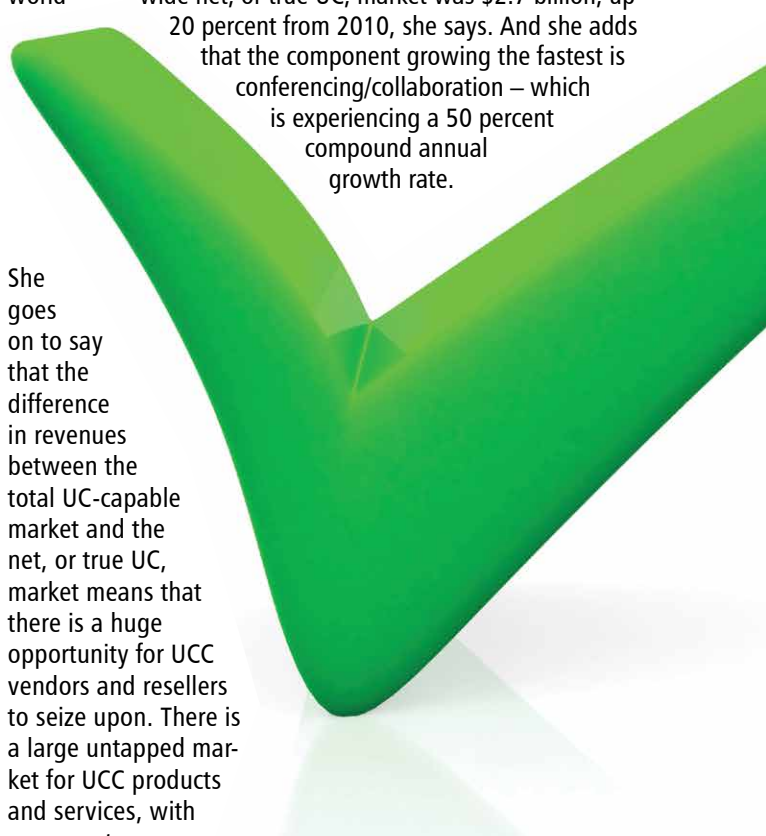 20 percent from 2010, she says. And she adds
that the component growing the fastest is
conferencing/collaboration – which
is experiencing a 50 percent
compound annual
growth rate.
She
goes
on to say
that the
difference
in revenues
between the
total UC-capable
market and the
net, or true UC,
market means that
there is a huge
opportunity for UCC
vendors and resellers
to seize upon. There is
a large untapped mar-
ket for UCC products
and services, with